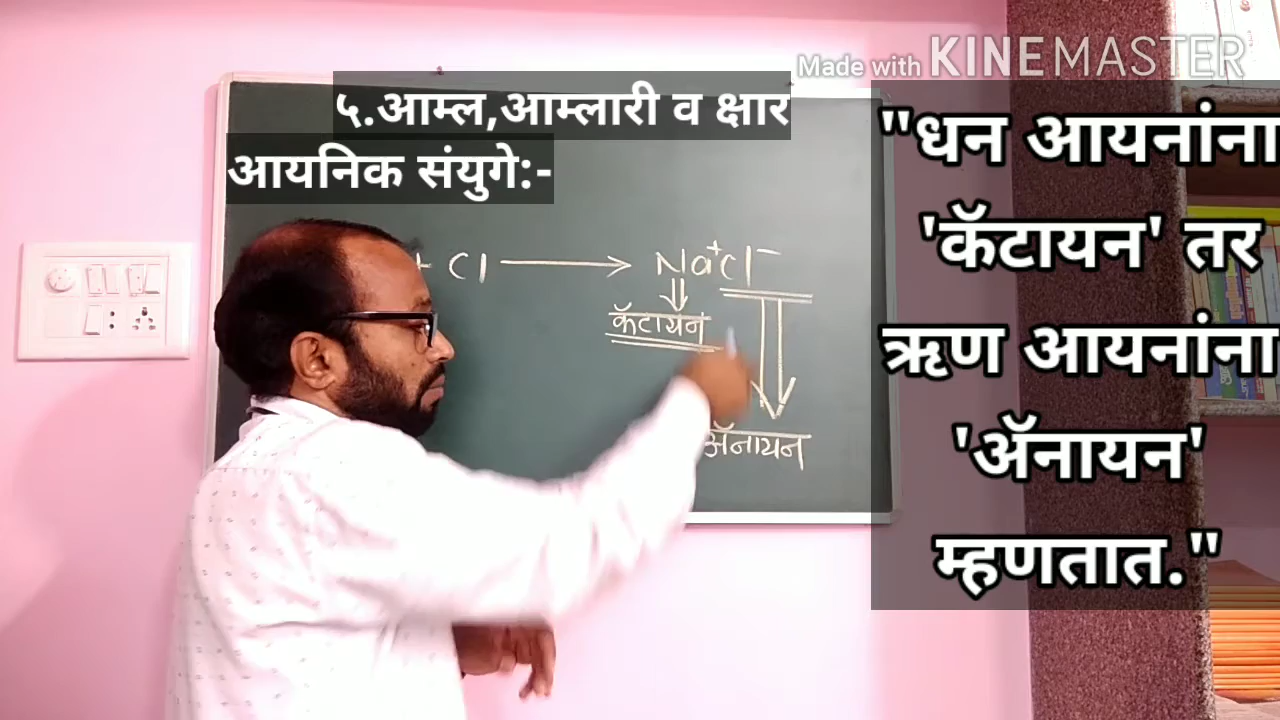 Made with KINEMASTER
५.आम्ल,आम्लारी व क्षार
आयनिक संयुगे:-
"धन आयनांना
'कॅटायन' तर
ऋण आयनांना
'ॲनायन'
म्हणतात."
+ Cl ⟶ Na⁺Cl⁻
कॅटायन
ॲनायन